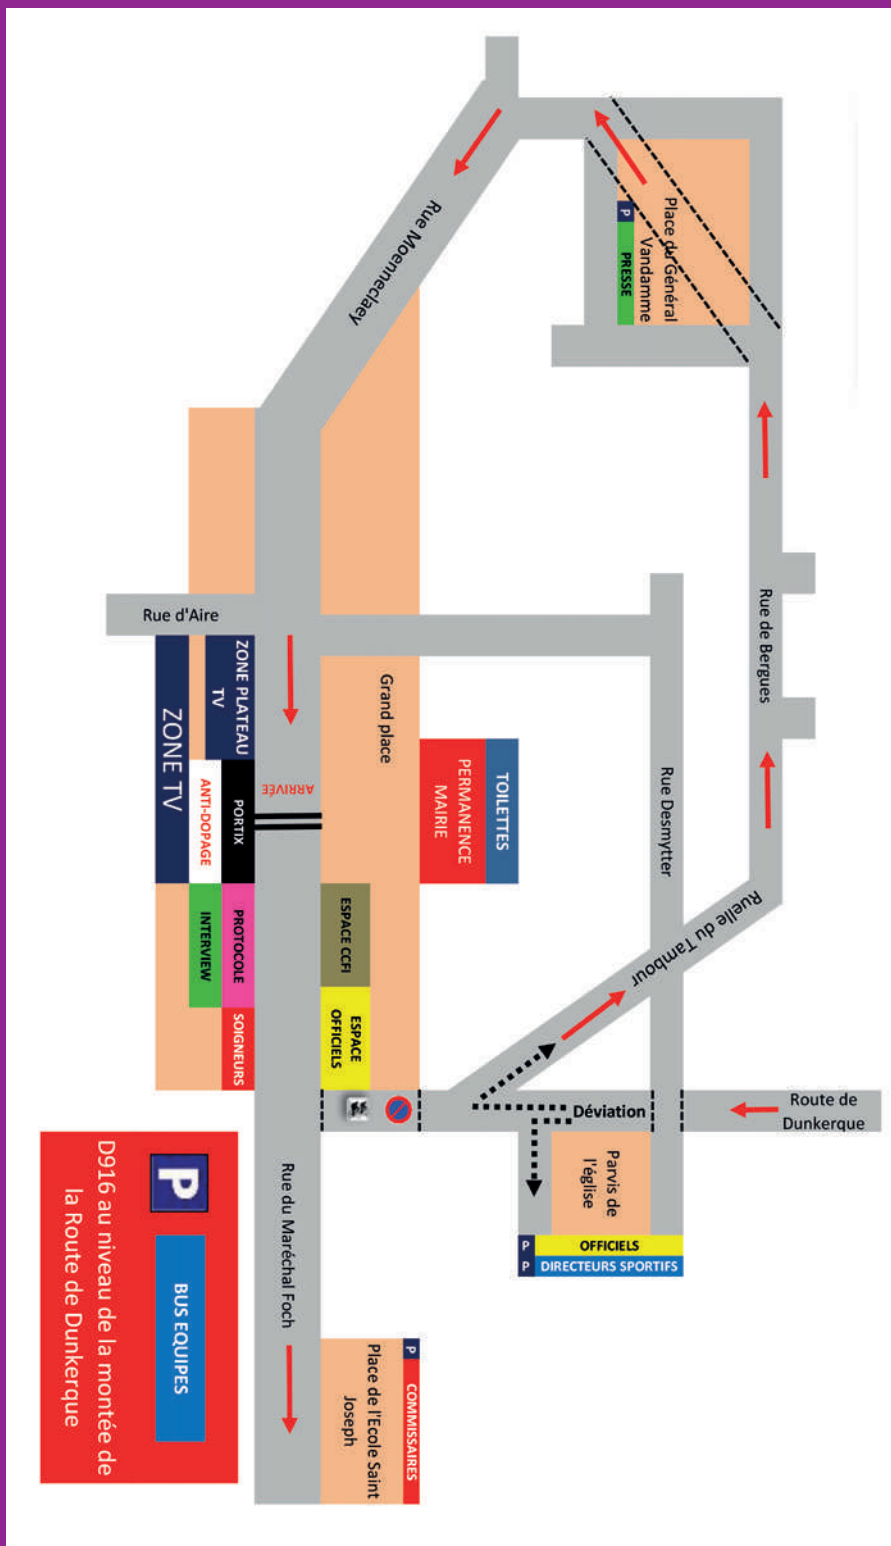 Place du Général
Vandamme
P
PRESSE
Rue Moenneclaey
Rue de Bergues
Rue d'Aire
Grand place
Rue Desmytter
Ruelle du Tambour
ZONE PLATEAU
TV
ZONE TV
ARRIVÉE
PORTIX
ANTI-DOPAGE
TOILETTES
PERMANENCE
MAIRIE
PROTOCOLE
INTERVIEW
SOIGNEURS
ESPACE CCFI
ESPACE
OFFICIELS
Déviation
Route de
Dunkerque
Parvis de
l'église
P
OFFICIELS
P
DIRECTEURS SPORTIFS
Rue du Maréchal Foch
P
COMMISSAIRES
Place de l'Ecole Saint
Joseph
P
BUS EQUIPES
D916 au niveau de la montée de
la Route de Dunkerque